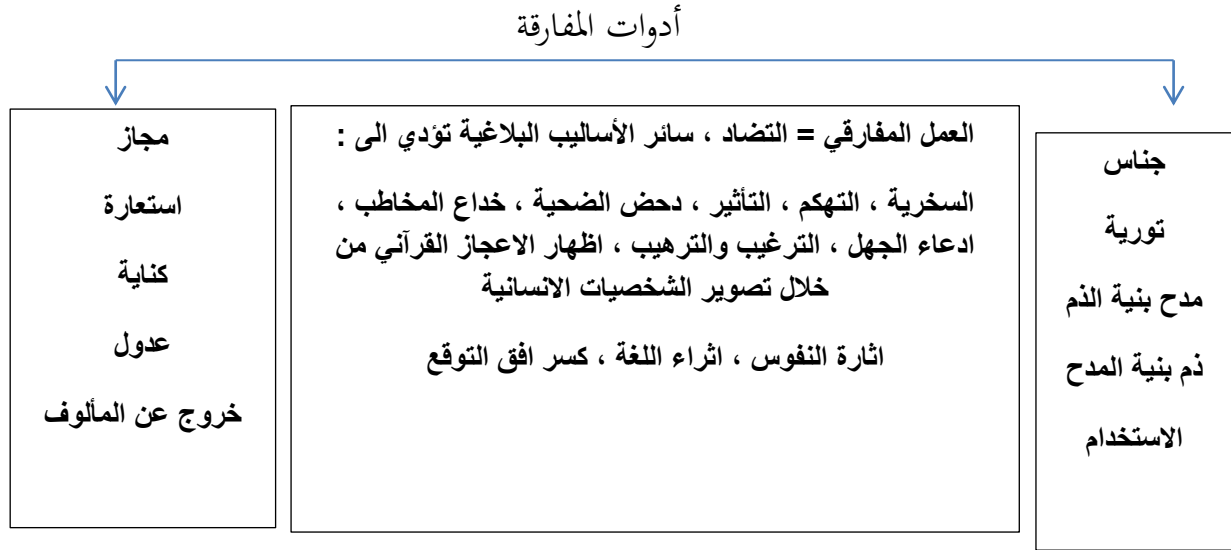 أدوات المفارقة
جناس
تورية
مدح بنية الذم
ذم بنية المدح
الاستخدام
العمل المفارقي = التضاد ، سائر الأساليب البلاغية تؤدي الى :
السخرية ، التهكم ، التأثير ، دحض الضحية ، خداع المخاطب ،
ادعاء الجهل ، الترغيب والترهيب ، اظهار الاعجاز القرآني من
خلال تصوير الشخصيات الانسانية
اثارة النفوس ، اثراء اللغة ، كسر افق التوقع
مجاز
استعارة
كناية
عدول
خروج عن المألوف